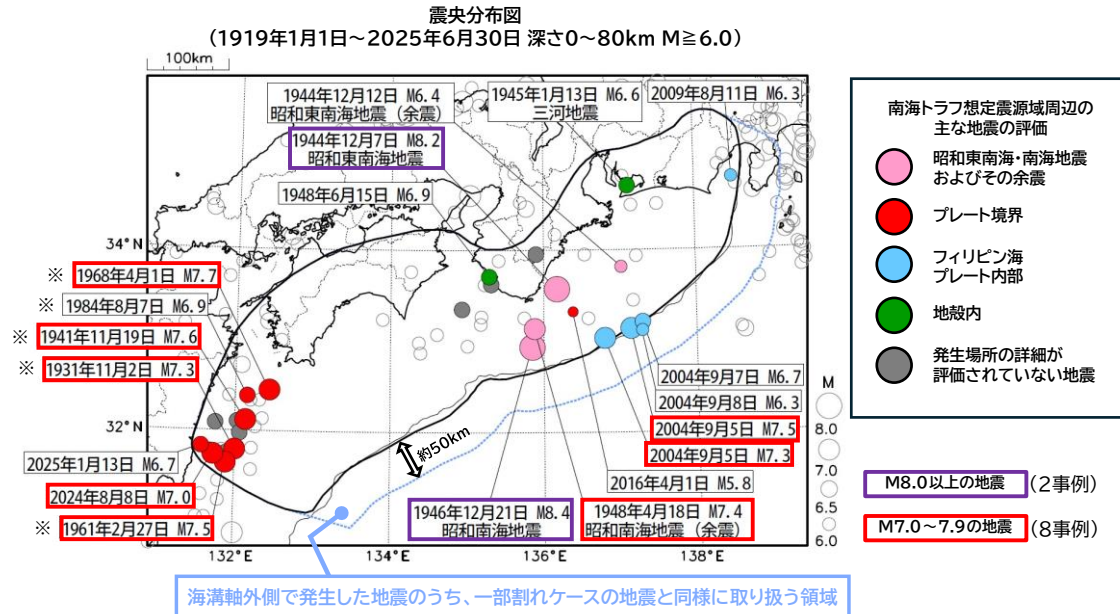 震央分布図
(1919年1月1日～2025年6月30日 深さ0～80km M≧6.0)
100km
1944年12月12日 M6.4
昭和東南海地震(余震)
1945年1月13日 M6.6
三河地震
2009年8月11日 M6.3
1944年12月7日 M8.2
昭和東南海地震
1948年6月15日 M6.9
34°N
※ 1968年4月1日 M7.7
※ 1984年8月7日 M6.9
※ 1941年11月19日 M7.6
※ 1931年11月2日 M7.3
32°N
2025年1月13日 M6.7
2024年8月8日 M7.0
※ 1961年2月27日 M7.5
約50km
2004年9月7日 M6.7
2004年9月8日 M6.3
2004年9月5日 M7.5
2004年9月5日 M7.3
2016年4月1日 M5.8
1946年12月21日 M8.4
昭和南海地震
1948年4月18日 M7.4
昭和南海地震(余震)
132°E
134°E
136°E
138°E
M
8.0
7.0
6.5
6.0
海溝軸外側で発生した地震のうち、一部割れケースの地震と同様に取り扱う領域
南海トラフ想定震源域周辺の
主な地震の評価
昭和東南海・南海地震
およびその余震
プレート境界
フィリピン海
プレート内部
地殻内
発生場所の詳細が
評価されていない地震
M8.0以上の地震 (2事例)
M7.0～7.9の地震 (8事例)